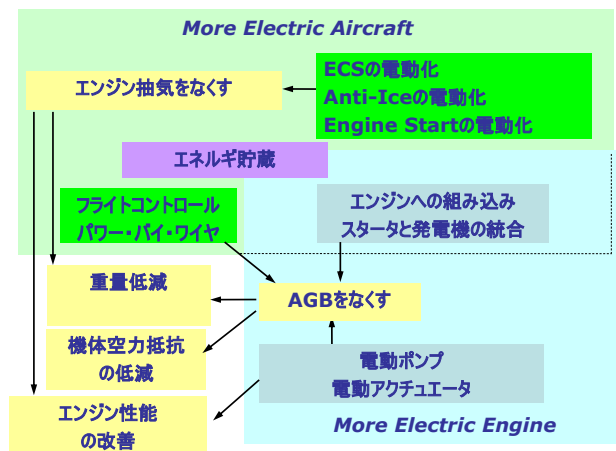 More Electric Aircraft
ECSの電動化
エンジン抽気をなくす
Anti-Iceの電動化
Engine Startの電動化
エネルギ貯蔵
フライトコントロール
パワー・バイ・ワイヤ
エンジンへの組み込み
スタータと発電機の統合
重量低減
AGBをなくす
機体空力抵抗
の低減
電動ポンプ
電動アクチュエータ
エンジン性能
の改善
More Electric Engine